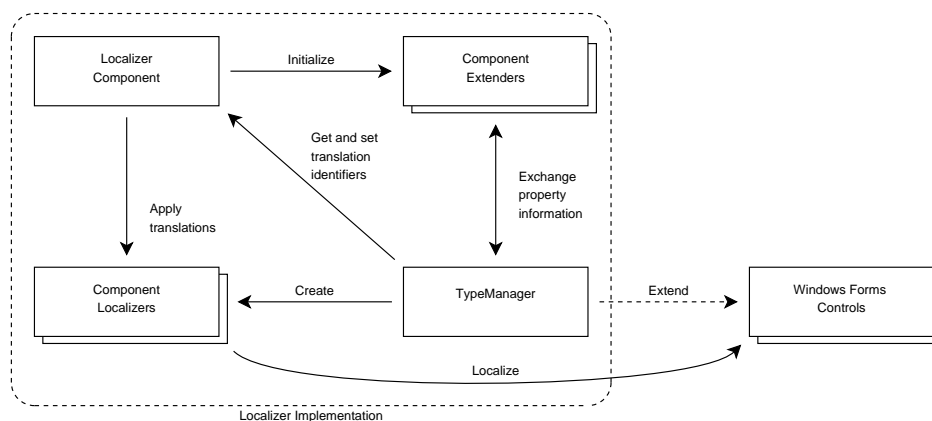 Localizer
Component
Initialize
Component
Extenders
Get and set
translation
identifiers
Exchange
property
information
Apply
translations
Component
Localizers
Create
TypeManager
Extend
Windows Forms
Controls
Localize
Localizer Implementation